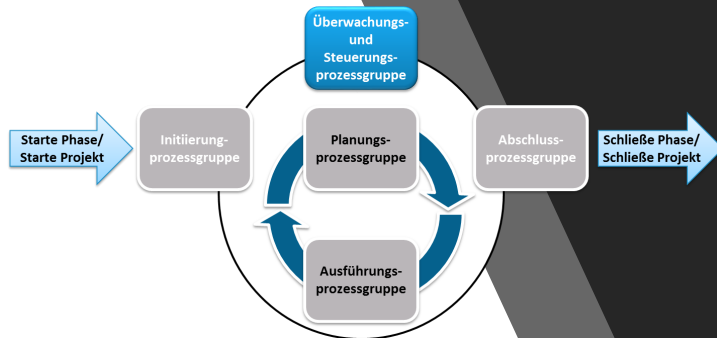 Überwachungs-
und
Steuerungs-
prozessgruppe
Starte Phase/
Starte Projekt
Initiierung-
prozessgruppe
Planungs-
prozessgruppe
Abschluss-
prozessgruppe
Schließe Phase/
Schließe Projekt
Ausführungs-
prozessgruppe